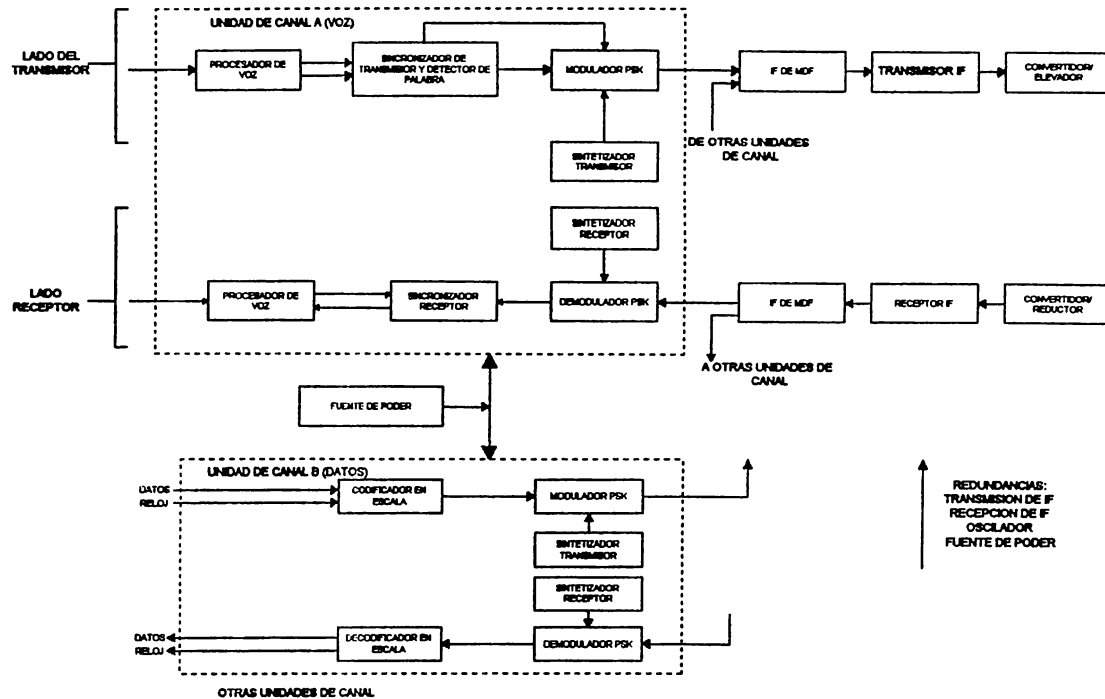 UNIDAD DE CANAL A (VOZ)
LADO DEL
TRANSMISOR
PROCESADOR DE
VOZ
SINCRONIZADOR DE
TRANSMISOR Y DETECTOR DE
PALABRA
MODULADOR PSK
IF DE MDF
TRANSMISOR IF
CONVERTIDOR/
ELEVADOR
DE OTRAS UNIDADES
DE CANAL
SINTETIZADOR
TRANSMISOR
SINTETIZADOR
RECEPTOR
LADO
RECEPTOR
PROCESADOR DE
VOZ
SINCRONIZADOR
RECEPTOR
DEMODULADOR PSK
IF DE MDF
RECEPTOR IF
CONVERTIDOR/
REDUCTOR
A OTRAS UNIDADES DE
CANAL
FUENTE DE PODER
UNIDAD DE CANAL B (DATOS)
DATOS
RELOJ
CODIFICADOR EN
ESCALA
MODULADOR PSK
SINTETIZADOR
TRANSMISOR
SINTETIZADOR
RECEPTOR
DATOS
RELOJ
DECODIFICADOR EN
ESCALA
DEMODULADOR PSK
REDUNDANCIAS:
TRANSMISION DE IF
RECEPCION DE IF
OSCILADOR
FUENTE DE PODER
OTRAS UNIDADES DE CANAL